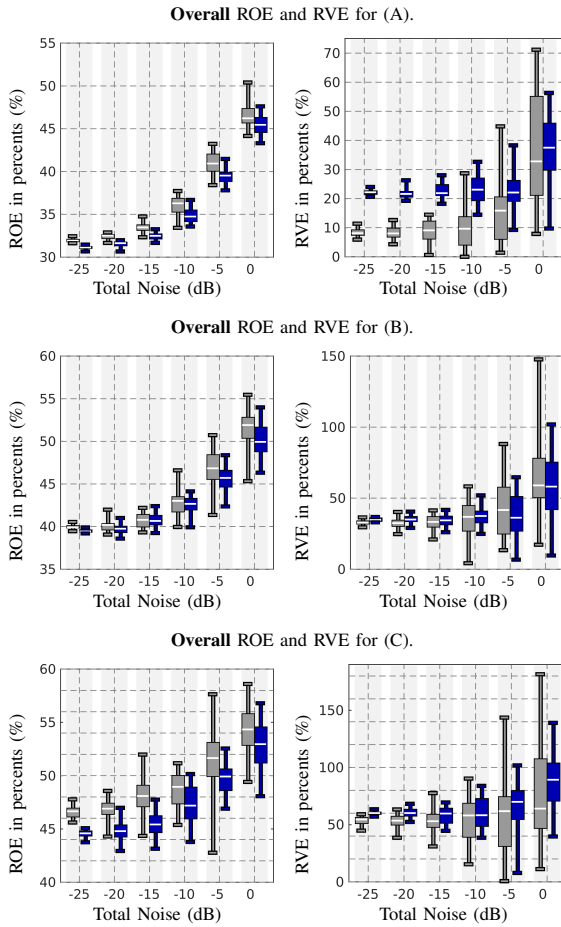 Overall ROE and RVE for (A).
ROE in percents (%)
55
50
45
40
35
30
-25 -20 -15 -10 -5 0
Total Noise (dB)
RVE in percents (%)
70
60
50
40
30
20
10
0
-25 -20 -15 -10 -5 0
Total Noise (dB)
Overall ROE and RVE for (B).
ROE in percents (%)
60
55
50
45
40
35
-25 -20 -15 -10 -5 0
Total Noise (dB)
RVE in percents (%)
150
100
50
0
-25 -20 -15 -10 -5 0
Total Noise (dB)
Overall ROE and RVE for (C).
ROE in percents (%)
60
55
50
45
40
-25 -20 -15 -10 -5 0
Total Noise (dB)
RVE in percents (%)
150
100
50
0
-25 -20 -15 -10 -5 0
Total Noise (dB)